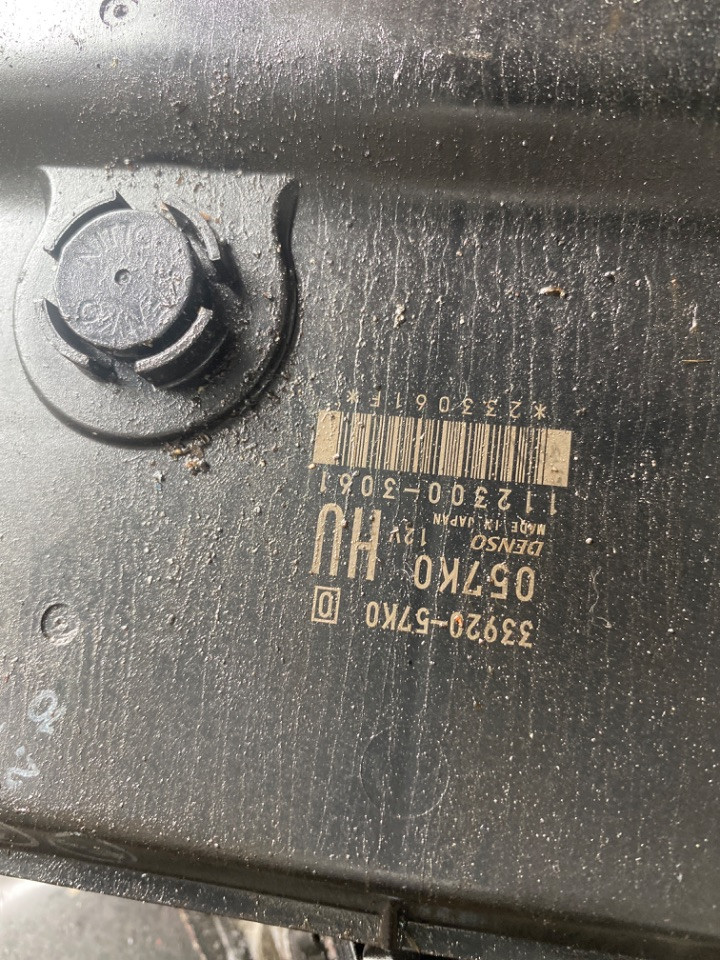 33920-57K0 D
057K0 HU
DENSO 12V
MADE IN JAPAN
112300-3061
*233061F*